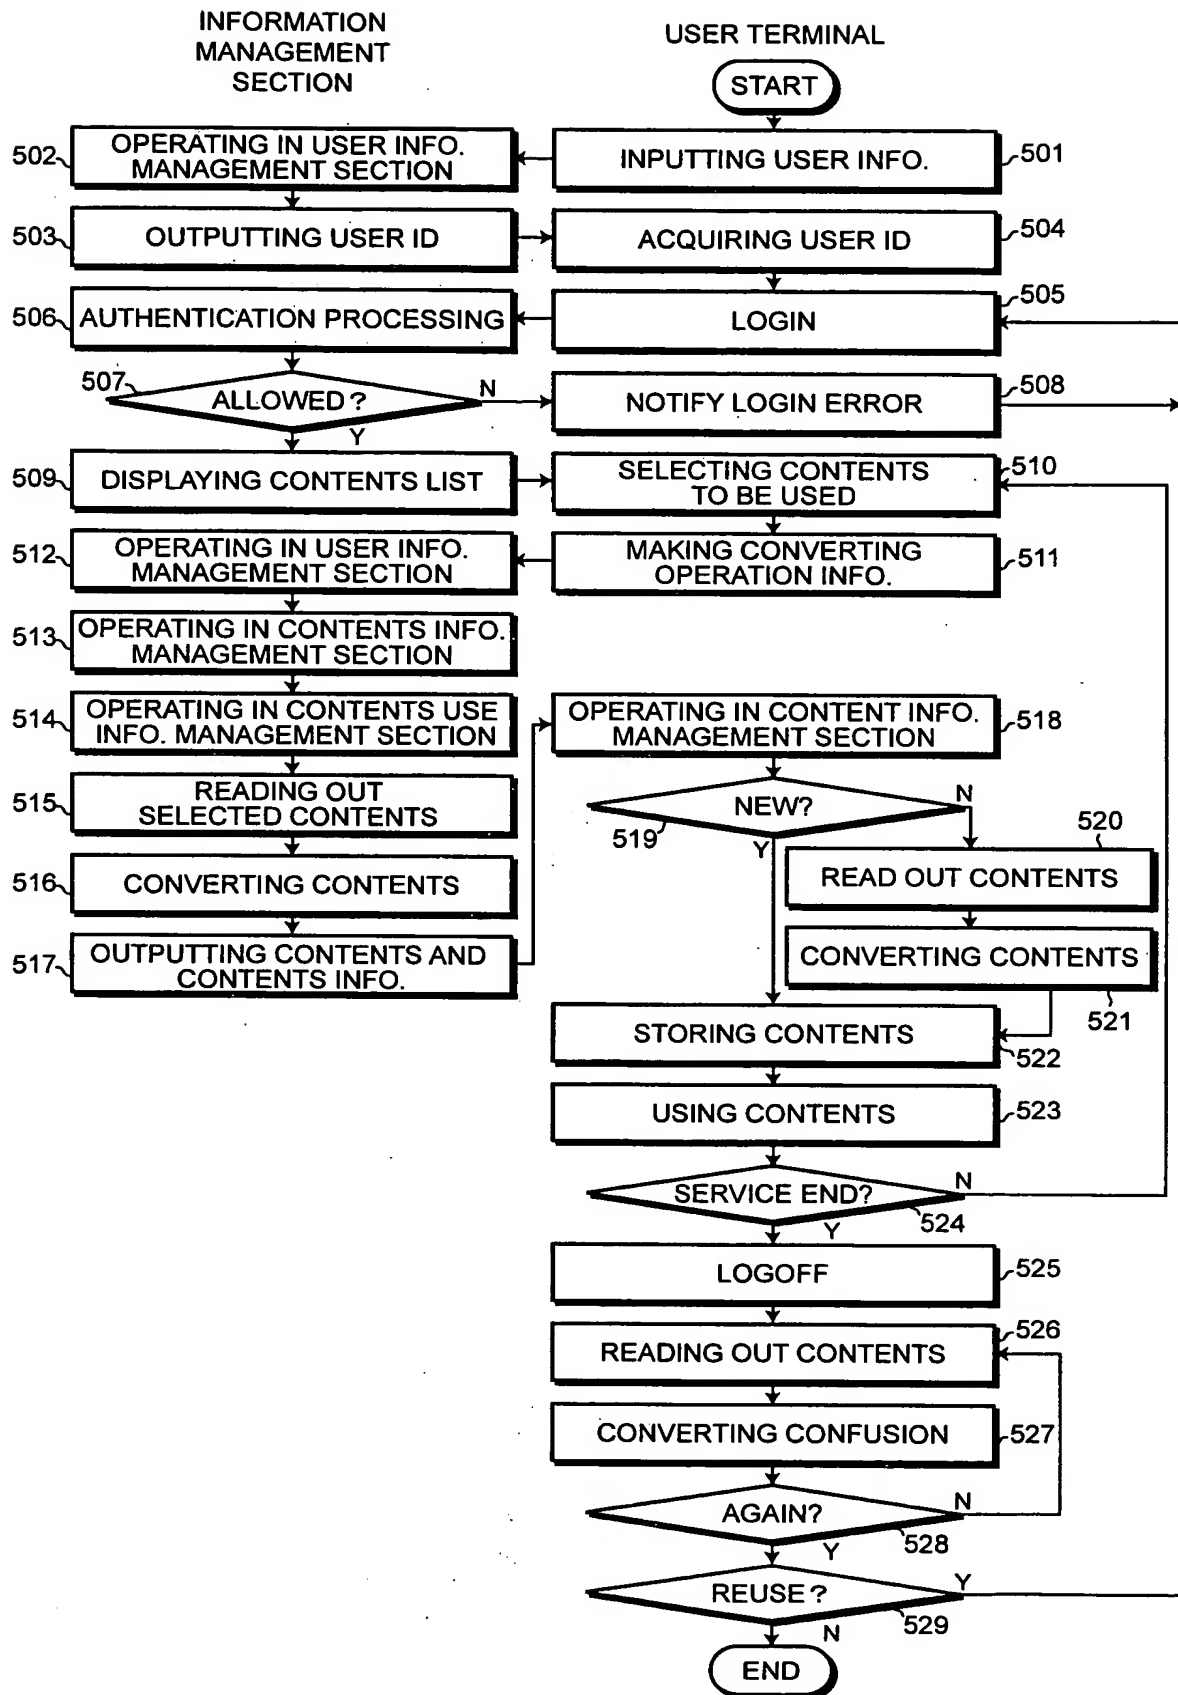 INFORMATION
MANAGEMENT
SECTION
USER TERMINAL
START
502
OPERATING IN USER INFO.
MANAGEMENT SECTION
INPUTTING USER INFO.
501
503
OUTPUTTING USER ID
ACQUIRING USER ID
504
506
AUTHENTICATION PROCESSING
LOGIN
505
507
ALLOWED?
N
Y
NOTIFY LOGIN ERROR
508
509
DISPLAYING CONTENTS LIST
SELECTING CONTENTS
TO BE USED
510
512
OPERATING IN USER INFO.
MANAGEMENT SECTION
MAKING CONVERTING
OPERATION INFO.
511
513
OPERATING IN CONTENTS INFO.
MANAGEMENT SECTION
514
OPERATING IN CONTENTS USE
INFO. MANAGEMENT SECTION
OPERATING IN CONTENT INFO.
MANAGEMENT SECTION
518
515
READING OUT
SELECTED CONTENTS
NEW?
N
519
Y
520
516
CONVERTING CONTENTS
READ OUT CONTENTS
517
OUTPUTTING CONTENTS AND
CONTENTS INFO.
CONVERTING CONTENTS
521
STORING CONTENTS
522
USING CONTENTS
523
SERVICE END?
N
524
Y
LOGOFF
525
READING OUT CONTENTS
526
CONVERTING CONFUSION
527
AGAIN?
N
528
Y
REUSE?
Y
529
N
END